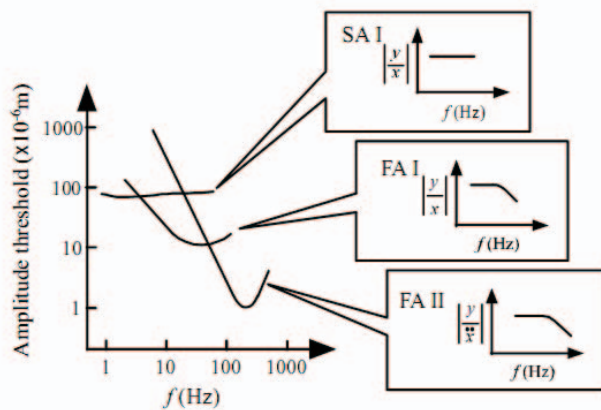 Amplitude threshold (x10⁻⁶m)
1000
100
10
1
1 10 100 1000
f(Hz)
SA I
|y/x|
f(Hz)
FA I
|y/x|
f(Hz)
FA II
|y/ẍ|
f(Hz)